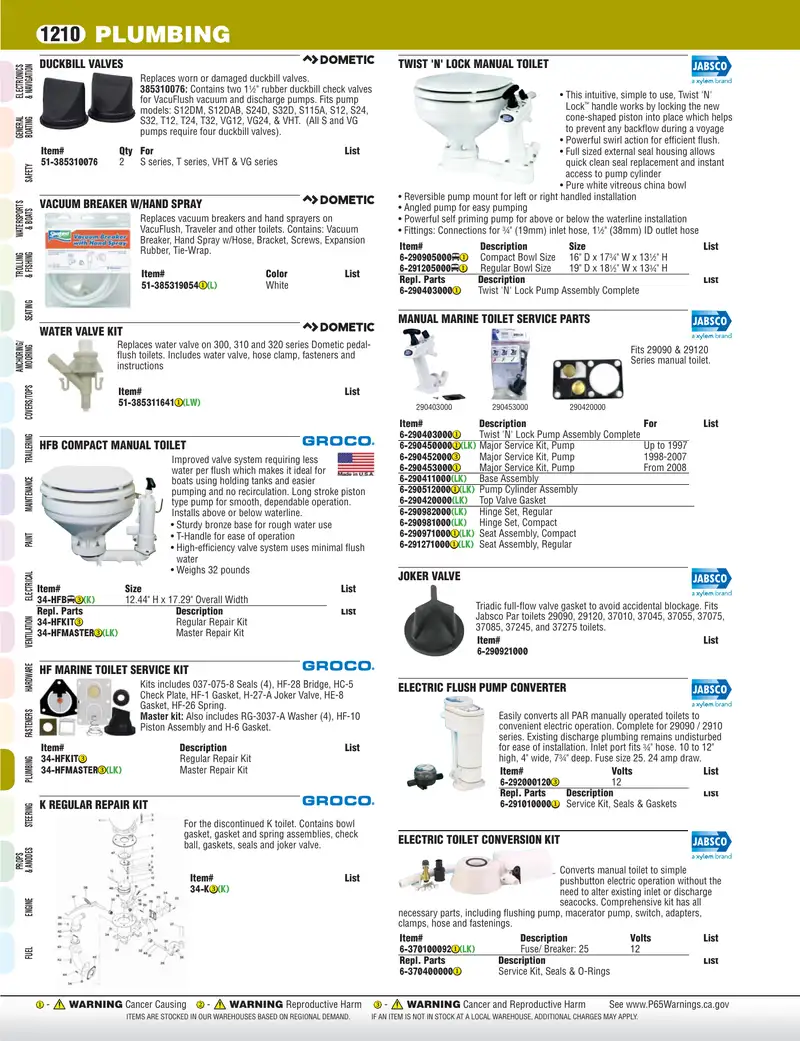 1210 PLUMBING
ELECTRONICS
& NAVIGATION
GENERAL
BOATING
SAFETY
WATERSPORTS
& BOATS
TROLLING
& FISHING
SEATING
ANCHORING/
MOORING
COVERS/TOPS
TRAILERING
MAINTENANCE
PAINT
ELECTRICAL
VENTILATION
HARDWARE
FASTENERS
PLUMBING
STEERING
PROPS
& ANODES
ENGINE
FUEL
DUCKBILL VALVES
DOMETIC
Replaces worn or damaged duckbill valves.
385310076: Contains two 1½" rubber duckbill check valves
for VacuFlush vacuum and discharge pumps. Fits pump
models: S12DM, S12DAB, S24D, S32D, S115A, S12, S24,
S32, T12, T24, T32, VG12, VG24, & VHT. (All S and VG
pumps require four duckbill valves).
Item# Qty For List
51-385310076 2 S series, T series, VHT & VG series
VACUUM BREAKER W/HAND SPRAY
DOMETIC
Vacuum Breaker
with Hand Spray
Replaces vacuum breakers and hand sprayers on
VacuFlush, Traveler and other toilets. Contains: Vacuum
Breaker, Hand Spray w/Hose, Bracket, Screws, Expansion
Rubber, Tie-Wrap.
Item# Color List
51-385319054 1 (L) White
WATER VALVE KIT
DOMETIC
Replaces water valve on 300, 310 and 320 series Dometic pedal-
flush toilets. Includes water valve, hose clamp, fasteners and
instructions
Item# List
51-385311641 1 (LW)
HFB COMPACT MANUAL TOILET
GROCO.
Improved valve system requiring less
water per flush which makes it ideal for
boats using holding tanks and easier
pumping and no recirculation. Long stroke piston
type pump for smooth, dependable operation.
Installs above or below waterline.
Made in U.S.A.
• Sturdy bronze base for rough water use
• T-Handle for ease of operation
• High-efficiency valve system uses minimal flush
water
• Weighs 32 pounds
Item# Size List
34-HFB 3 (K) 12.44" H x 17.29" Overall Width
Repl. Parts Description List
34-HFKIT 3 Regular Repair Kit
34-HFMASTER 3 (LK) Master Repair Kit
HF MARINE TOILET SERVICE KIT
GROCO.
Kits includes 037-075-8 Seals (4), HF-28 Bridge, HC-5
Check Plate, HF-1 Gasket, H-27-A Joker Valve, HE-8
Gasket, HF-26 Spring.
Master kit: Also includes RG-3037-A Washer (4), HF-10
Piston Assembly and H-6 Gasket.
Item# Description List
34-HFKIT 3 Regular Repair Kit
34-HFMASTER 3 (LK) Master Repair Kit
K REGULAR REPAIR KIT
GROCO.
For the discontinued K toilet. Contains bowl
gasket, gasket and spring assemblies, check
ball, gaskets, seals and joker valve.
Item# List
34-K 3 (K)
TWIST 'N' LOCK MANUAL TOILET
JABSCO
a xylem brand
• This intuitive, simple to use, Twist 'N'
Lock™ handle works by locking the new
cone-shaped piston into place which helps
to prevent any backflow during a voyage
• Powerful swirl action for efficient flush.
• Full sized external seal housing allows
quick clean seal replacement and instant
access to pump cylinder
• Pure white vitreous china bowl
• Reversible pump mount for left or right handled installation
• Angled pump for easy pumping
• Powerful self priming pump for above or below the waterline installation
• Fittings: Connections for ¾" (19mm) inlet hose, 1½" (38mm) ID outlet hose
Item# Description Size List
6-290905000 1 Compact Bowl Size 16" D x 17¼" W x 13½" H
6-291205000 1 Regular Bowl Size 19" D x 18½" W x 13¾" H
Repl. Parts Description List
6-290403000 1 Twist 'N' Lock Pump Assembly Complete
MANUAL MARINE TOILET SERVICE PARTS
JABSCO
a xylem brand
Fits 29090 & 29120
Series manual toilet.
290403000 290453000 290420000
Item# Description For List
6-290403000 1 Twist 'N' Lock Pump Assembly Complete
6-290450000 1 (LK) Major Service Kit, Pump Up to 1997
6-290452000 3 Major Service Kit, Pump 1998-2007
6-290453000 1 Major Service Kit, Pump From 2008
6-290411000 (LK) Base Assembly
6-290512000 1 (LK) Pump Cylinder Assembly
6-290420000 (LK) Top Valve Gasket
6-290982000 (LK) Hinge Set, Regular
6-290981000 (LK) Hinge Set, Compact
6-290971000 1 (LK) Seat Assembly, Compact
6-291271000 1 (LK) Seat Assembly, Regular
JOKER VALVE
JABSCO
a xylem brand
Triadic full-flow valve gasket to avoid accidental blockage. Fits
Jabsco Par toilets 29090, 29120, 37010, 37045, 37055, 37075,
37085, 37245, and 37275 toilets.
Item# List
6-290921000
ELECTRIC FLUSH PUMP CONVERTER
JABSCO
a xylem brand
Easily converts all PAR manually operated toilets to
convenient electric operation. Complete for 29090 / 2910
series. Existing discharge plumbing remains undisturbed
for ease of installation. Inlet port fits ¾" hose. 10 to 12"
high, 4" wide, 7¾" deep. Fuse size 25. 24 amp draw.
Item# Volts List
6-292000120 3 12
Repl. Parts Description List
6-291010000 1 Service Kit, Seals & Gaskets
ELECTRIC TOILET CONVERSION KIT
JABSCO
a xylem brand
Converts manual toilet to simple
pushbutton electric operation without the
need to alter existing inlet or discharge
seacocks. Comprehensive kit has all
necessary parts, including flushing pump, macerator pump, switch, adapters,
clamps, hose and fastenings.
Item# Description Volts List
6-370100092 1 (LK) Fuse/ Breaker: 25 12
Repl. Parts Description List
6-370400000 1 Service Kit, Seals & O-Rings
1 - WARNING Cancer Causing 2 - WARNING Reproductive Harm 3 - WARNING Cancer and Reproductive Harm See www.P65Warnings.ca.gov
ITEMS ARE STOCKED IN OUR WAREHOUSES BASED ON REGIONAL DEMAND. IF AN ITEM IS NOT IN STOCK AT A LOCAL WAREHOUSE, ADDITIONAL CHARGES MAY APPLY.